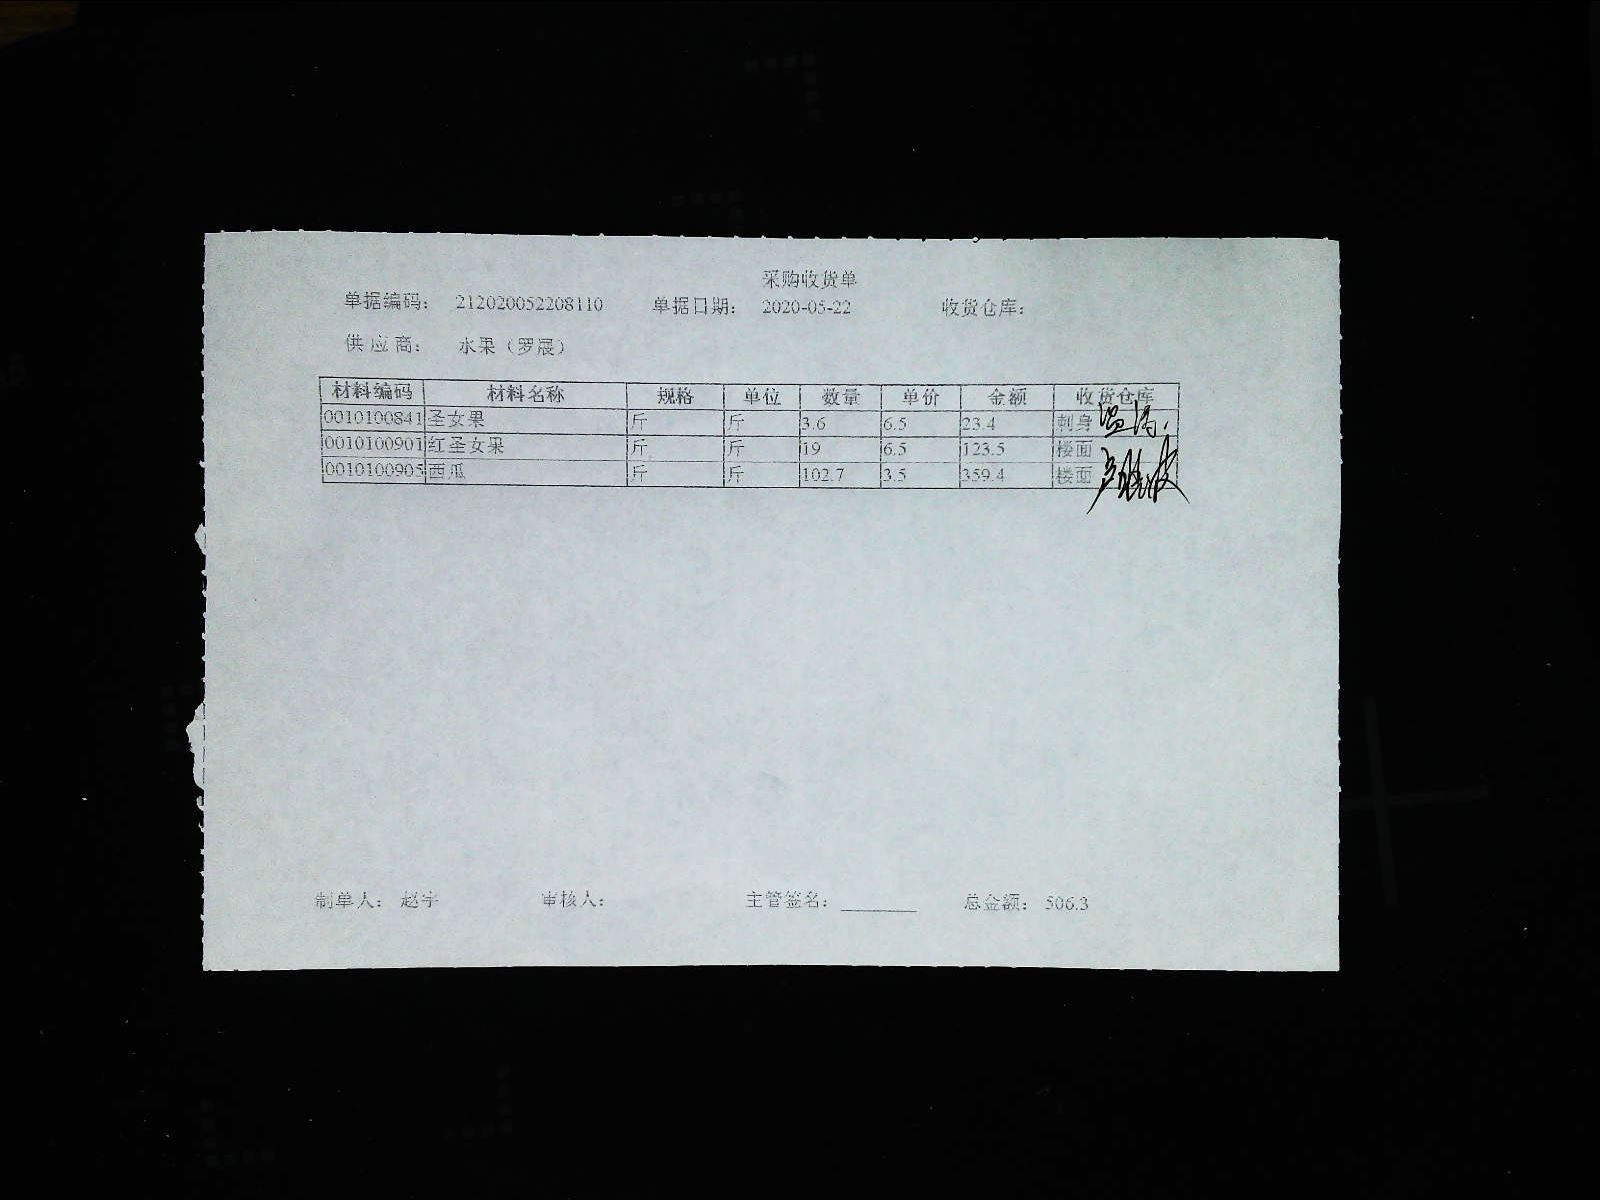 采购收货单
单据编码： 212020052208110 单据日期： 2020-05-22 收货仓库：
供应商： 水果（罗晟）
材料编码 材料名称 规格 单位 数量 单价 金额 收货仓库
0010100841 圣女果 斤 斤 3.6 6.5 23.4 刺身
0010100901 红圣女果 斤 斤 19 6.5 123.5 楼面
0010100905 西瓜 斤 斤 102.7 3.5 359.4 楼面
制单人： 赵宇 审核人： 主管签名： 总金额： 506.3